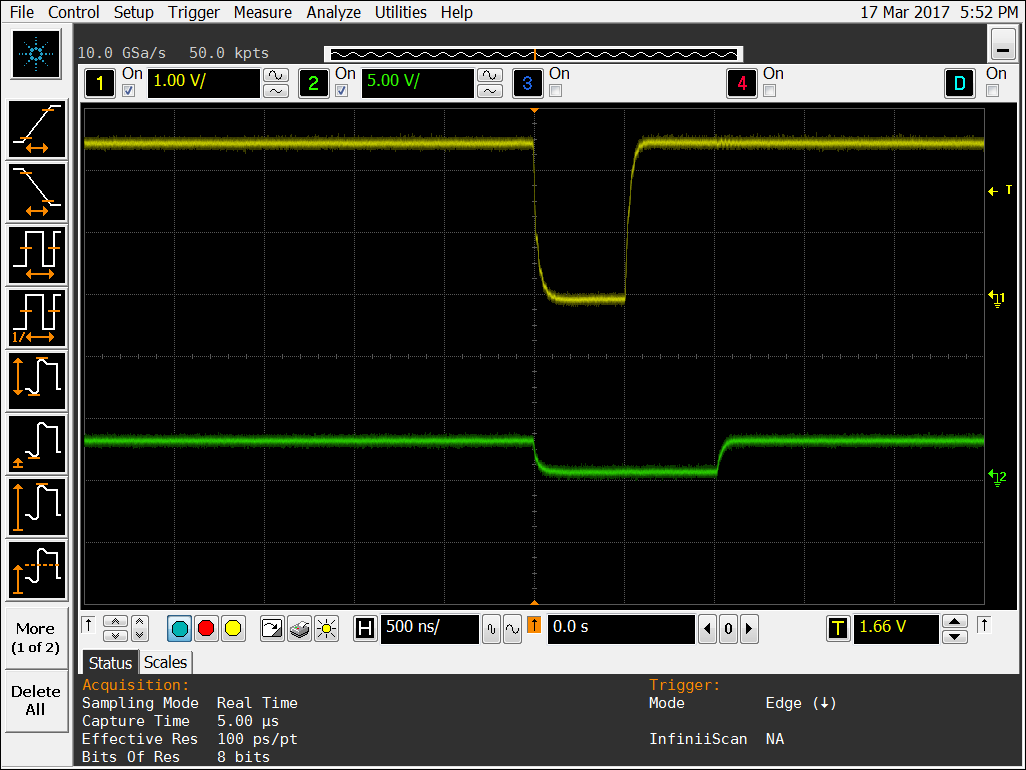 File Control Setup Trigger Measure Analyze Utilities Help 17 Mar 2017 5:52 PM
10.0 GSa/s 50.0 kpts
1 On 1.00 V/ 2 On 5.00 V/ 3 On 4 On D On
T
1
1/
2
More
(1 of 2)
Delete
All
H 500 ns/ 0.0 s 0 T 1.66 V
Status Scales
Acquisition: Trigger:
Sampling Mode Real Time Mode Edge (↓)
Capture Time 5.00 µs
Effective Res 100 ps/pt InfiniiScan NA
Bits Of Res 8 bits